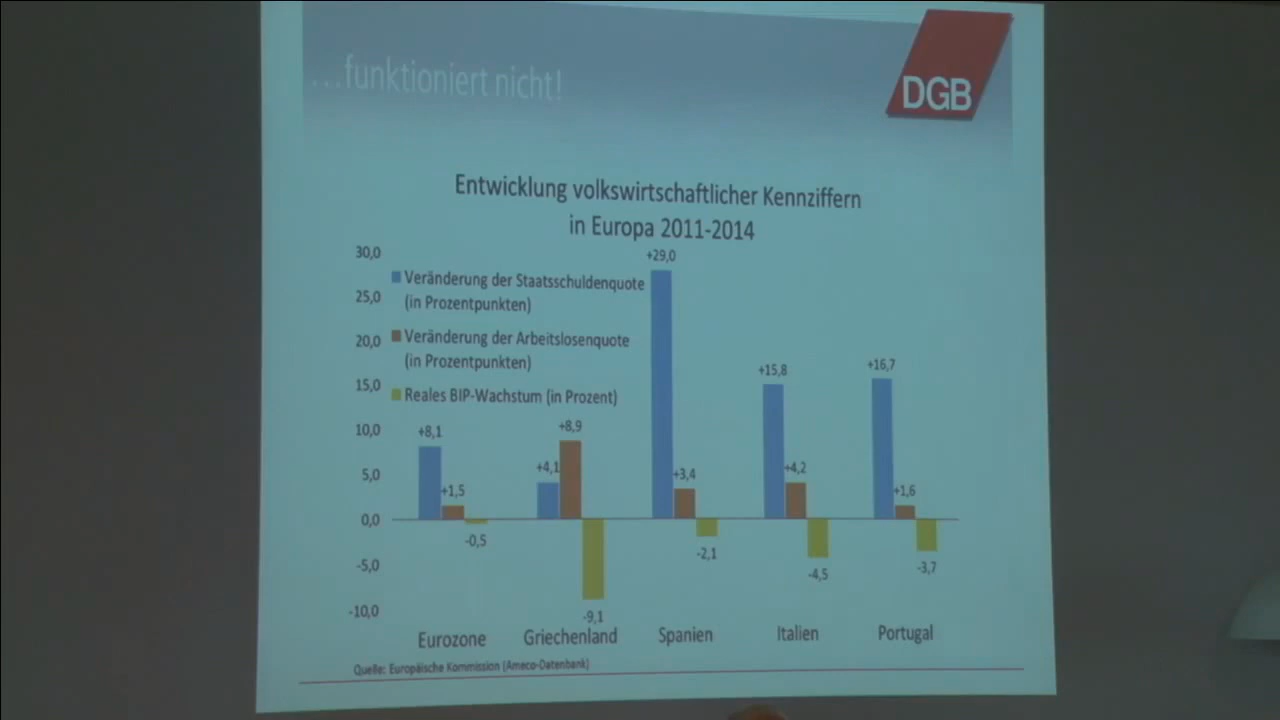 ...funktioniert nicht!
DGB
Entwicklung volkswirtschaftlicher Kennziffern
in Europa 2011-2014
30,0
25,0
20,0
15,0
10,0
5,0
0,0
-5,0
-10,0
Veränderung der Staatsschuldenquote
(in Prozentpunkten)
Veränderung der Arbeitslosenquote
(in Prozentpunkten)
Reales BIP-Wachstum (in Prozent)
+8,1
+1,5
-0,5
+4,1
+8,9
-9,1
+29,0
+3,4
-2,1
+15,8
+4,2
-4,5
+16,7
+1,6
-3,7
Eurozone Griechenland Spanien Italien Portugal
Quelle: Europäische Kommission (Ameco-Datenbank)